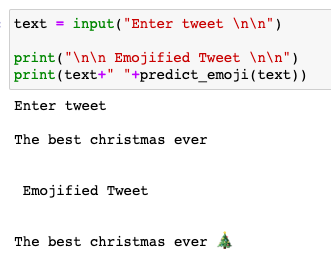 text = input("Enter tweet \n\n")
print("\n\n Emojified Tweet \n\n")
print(text+" "+predict_emoji(text))
Enter tweet
The best christmas ever
Emojified Tweet
The best christmas ever 🎄